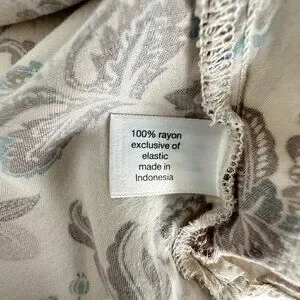 100% rayon
exclusive of
elastic
made in
Indonesia